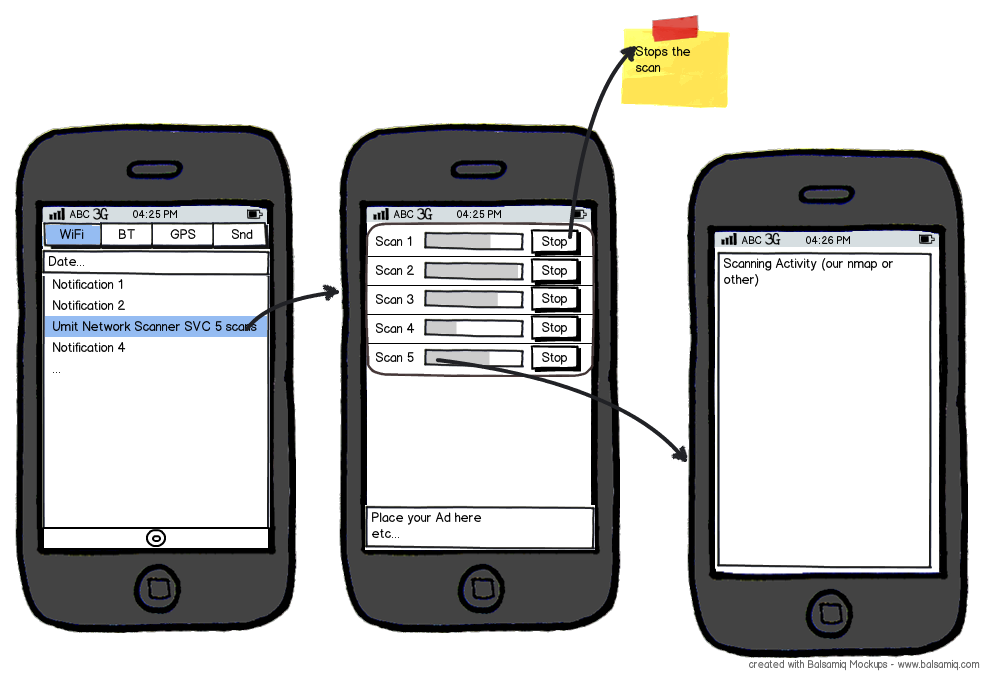 Stops the
scan
ABC 3G 04:25 PM
WiFi BT GPS Snd
Date...
Notification 1
Notification 2
Umit Network Scanner SVC 5 scans
Notification 4
...
ABC 3G 04:25 PM
Scan 1 Stop
Scan 2 Stop
Scan 3 Stop
Scan 4 Stop
Scan 5 Stop
Place your Ad here
etc...
ABC 3G 04:26 PM
Scanning Activity (our nmap or
other)
created with Balsamiq Mockups - www.balsamiq.com